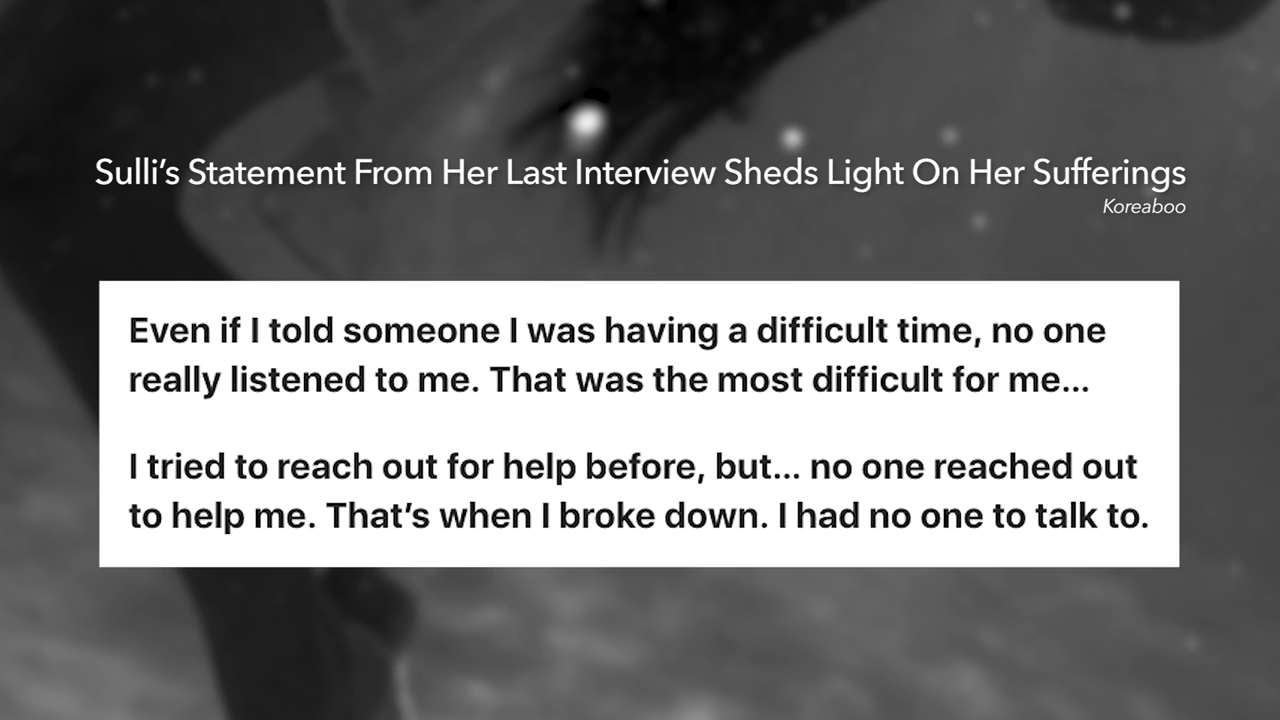 Sulli’s Statement From Her Last Interview Sheds Light On Her Sufferings
Koreaboo
Even if I told someone I was having a difficult time, no one
really listened to me. That was the most difficult for me...
I tried to reach out for help before, but... no one reached out
to help me. That’s when I broke down. I had no one to talk to.